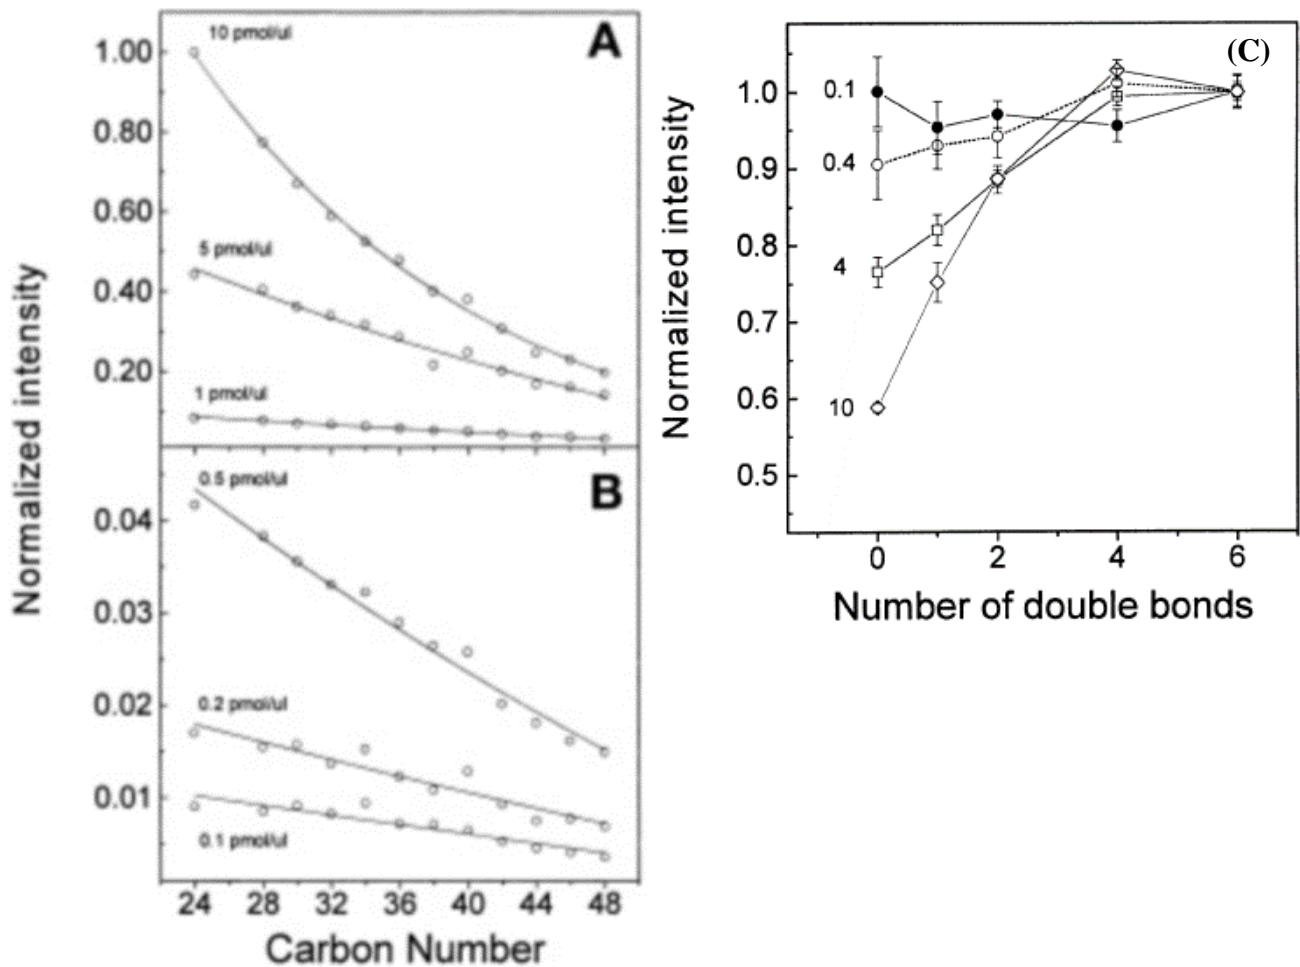 A
10 pmol/ul
5 pmol/ul
1 pmol/ul
1.00
0.80
0.60
0.40
0.20
Normalized intensity
B
0.5 pmol/ul
0.2 pmol/ul
0.1 pmol/ul
0.04
0.03
0.02
0.01
24 28 32 36 40 44 48
Carbon Number
(C)
0.1
0.4
4
10
1.0
0.9
0.8
0.7
0.6
0.5
Normalized intensity
0 2 4 6
Number of double bonds